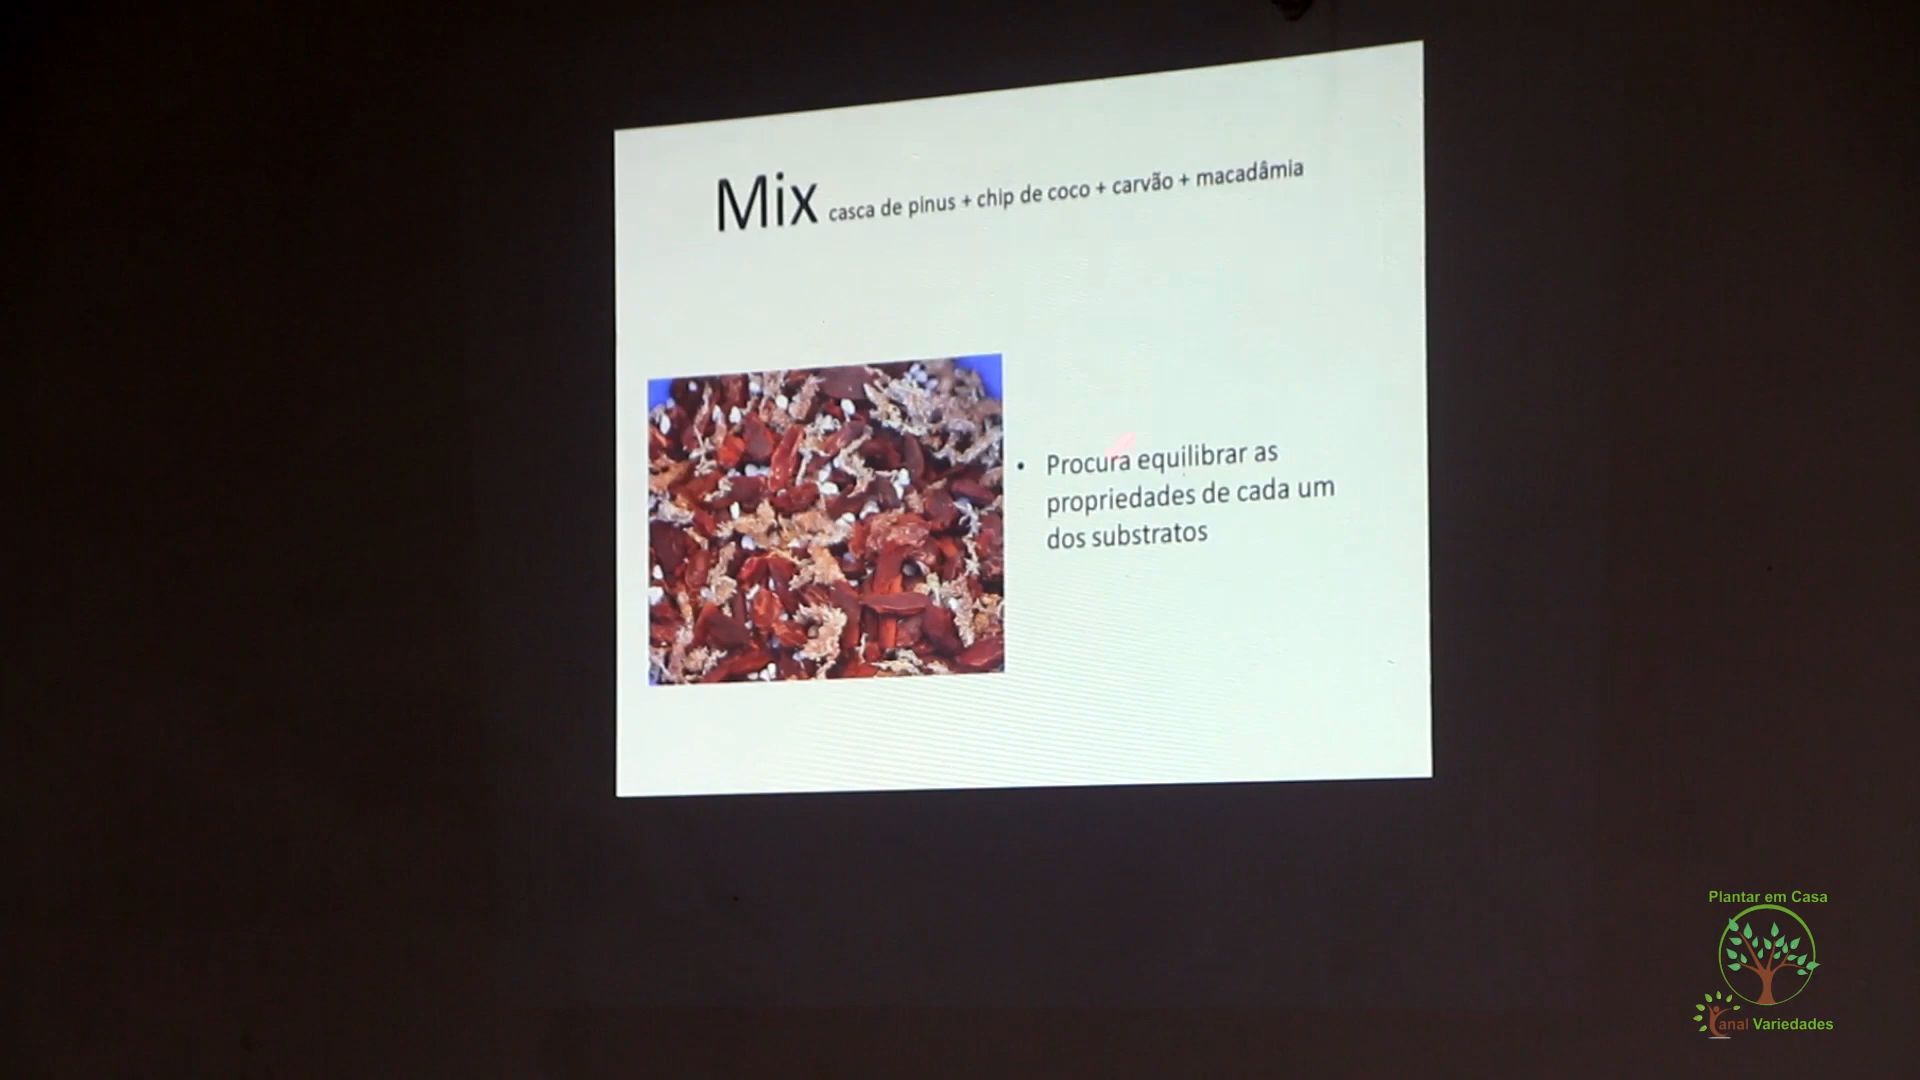 Mix casca de pinus + chip de coco + carvão + macadâmia
• Procura equilibrar as
propriedades de cada um
dos substratos
Plantar em Casa
Canal Variedades